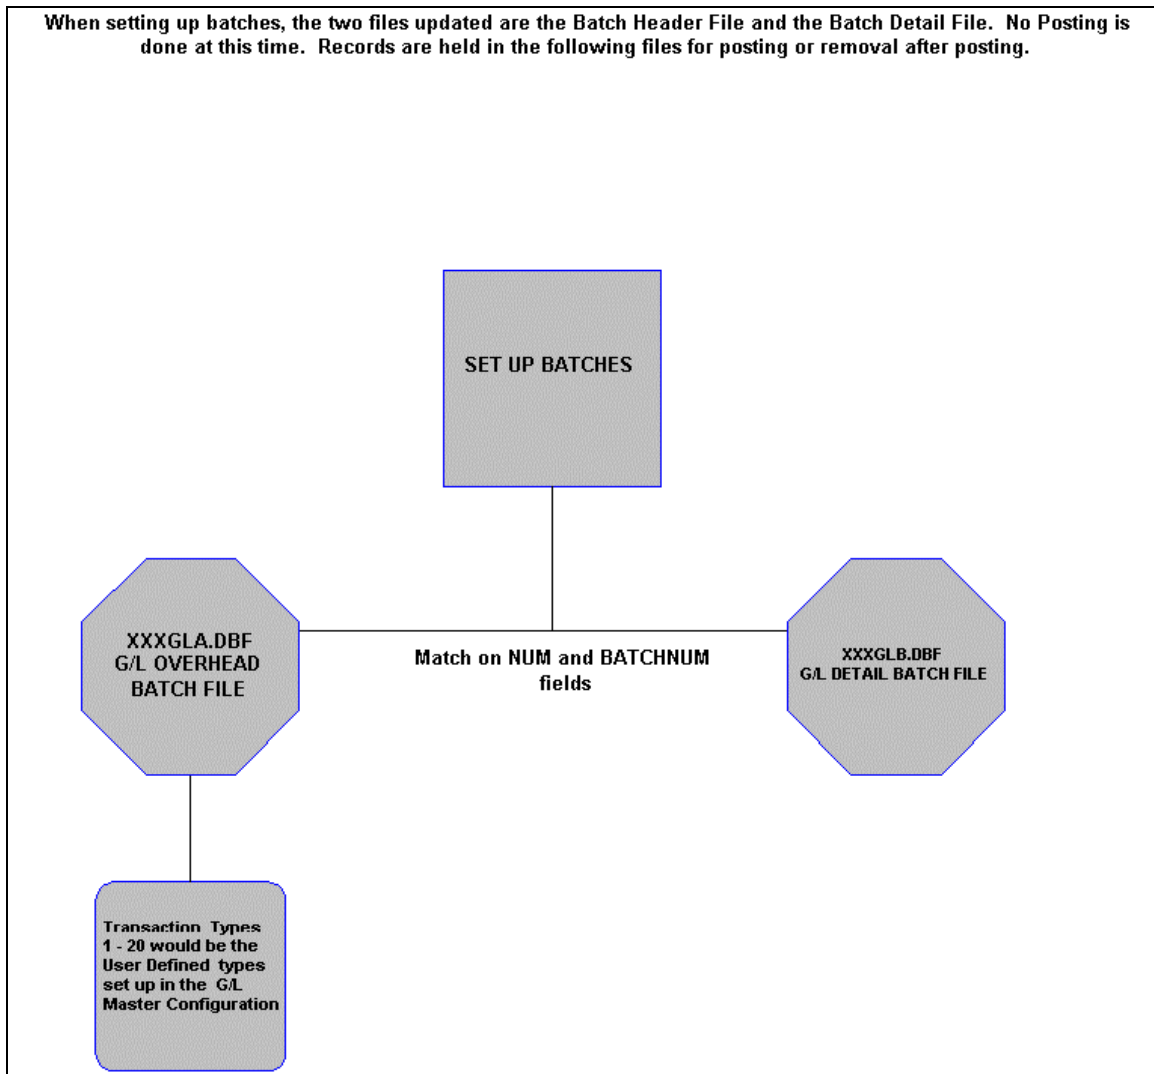 When setting up batches, the two files updated are the Batch Header File and the Batch Detail File. No Posting is
done at this time. Records are held in the following files for posting or removal after posting.
SET UP BATCHES
XXXGLA.DBF
G/L OVERHEAD
BATCH FILE
Match on NUM and BATCHNUM
fields
XXXGLB.DBF
G/L DETAIL BATCH FILE
Transaction Types
1 - 20 would be the
User Defined types
set up in the G/L
Master Configuration